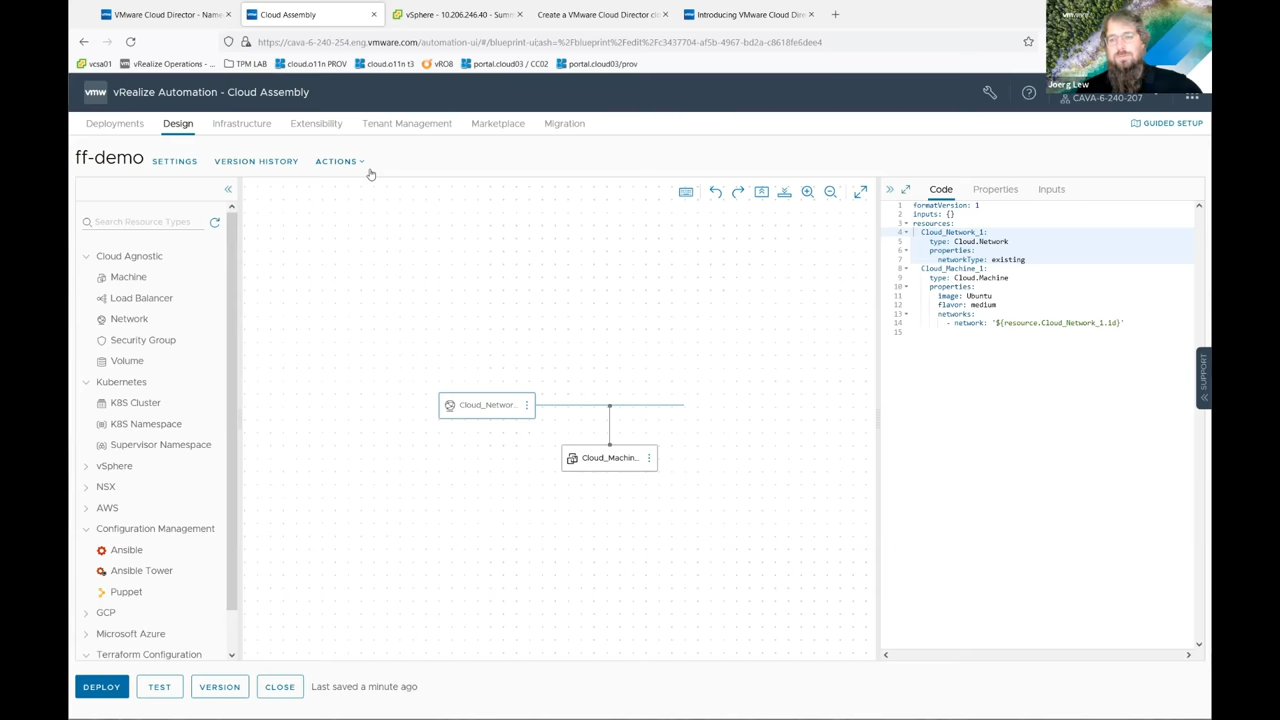 VMware Cloud Director - Name
Cloud Assembly
vSphere - 10.206.246.40 - Summ
Create a VMware Cloud Director cl
Introducing VMware Cloud Dire
https://cava-6-240-254.eng.vmware.com/automation-ui/#/blueprint-ucash=%2Fblueprint%2Fedit%2Fc3437704-af5b-4967-bd2a-c8618fe6dee4
vcsa01
vRealize Operations - ...
TPM LAB
cloud.o11n PROV
cloud.o11n t3
vRO8
portal.cloud03 / CC02
portal.cloud03/prov
vmw
Joerg Lew
vmw
vRealize Automation - Cloud Assembly
CAVA-6-240-207
Deployments
Design
Infrastructure
Extensibility
Tenant Management
Marketplace
Migration
GUIDED SETUP
ff-demo
SETTINGS
VERSION HISTORY
ACTIONS
Search Resource Types
Cloud Agnostic
Machine
Load Balancer
Network
Security Group
Volume
Kubernetes
K8S Cluster
K8S Namespace
Supervisor Namespace
vSphere
NSX
AWS
Configuration Management
Ansible
Ansible Tower
Puppet
GCP
Microsoft Azure
Terraform Configuration
Cloud_Networ...
Cloud_Machin...
Code
Properties
Inputs
1 formatVersion: 1
2 inputs: {}
3 resources:
4 Cloud_Network_1:
5 type: Cloud.Network
6 properties:
7 networkType: existing
8 Cloud_Machine_1:
9 type: Cloud.Machine
10 properties:
11 image: Ubuntu
12 flavor: medium
13 networks:
14 - network: '${resource.Cloud_Network_1.id}'
15
SUPPORT
DEPLOY
TEST
VERSION
CLOSE
Last saved a minute ago